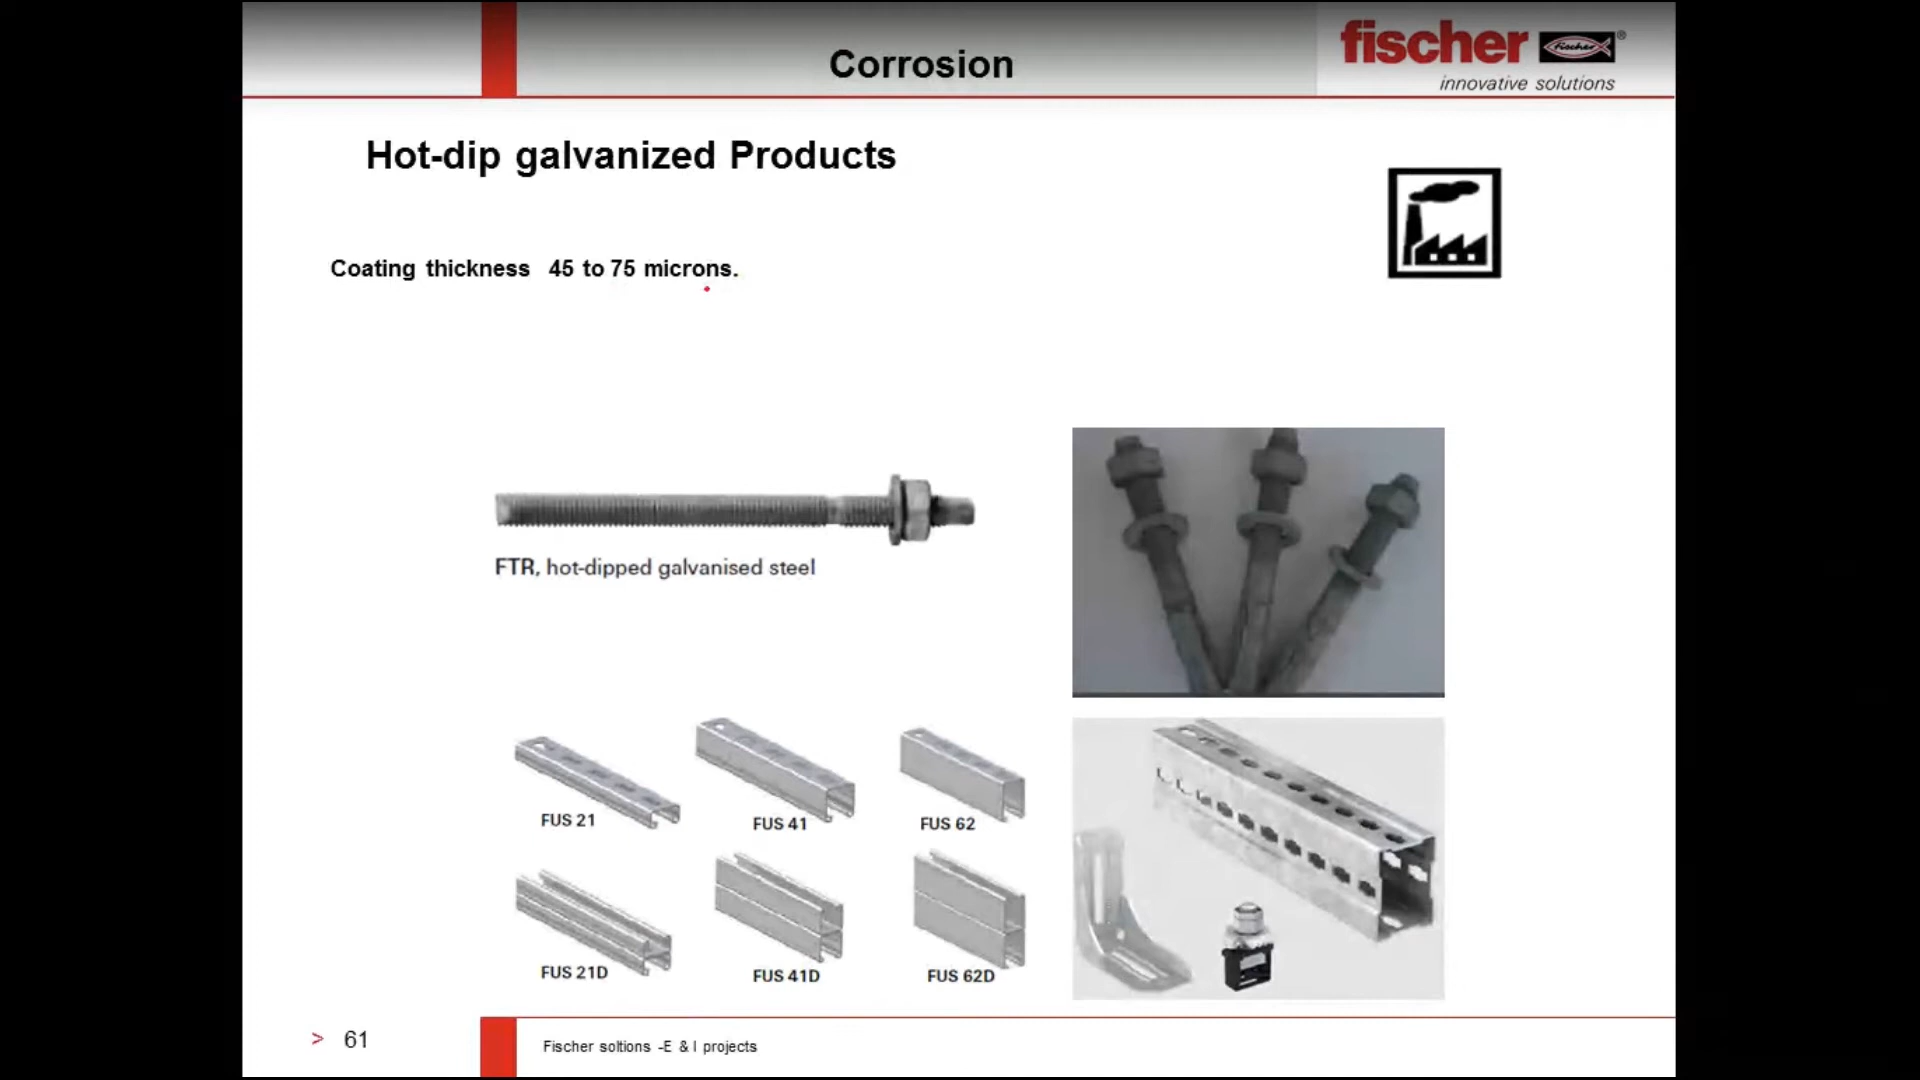 Corrosion
fischer
fischer
®
innovative solutions
Hot-dip galvanized Products
Coating thickness 45 to 75 microns.
FTR, hot-dipped galvanised steel
FUS 21
FUS 41
FUS 62
FUS 21D
FUS 41D
FUS 62D
> 61
Fischer soltions -E & I projects